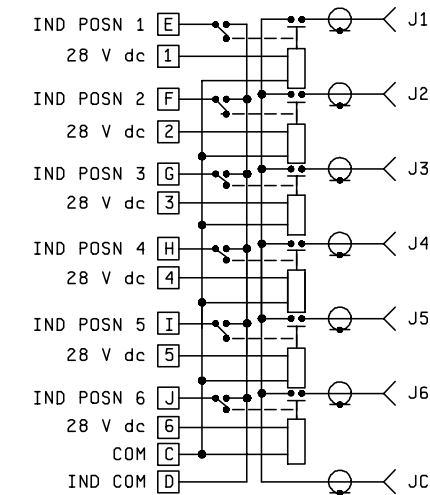 IND POSN 1 E J1
28 V dc 1
IND POSN 2 F J2
28 V dc 2
IND POSN 3 G J3
28 V dc 3
IND POSN 4 H J4
28 V dc 4
IND POSN 5 I J5
28 V dc 5
IND POSN 6 J J6
28 V dc 6
COM C
IND COM D JC